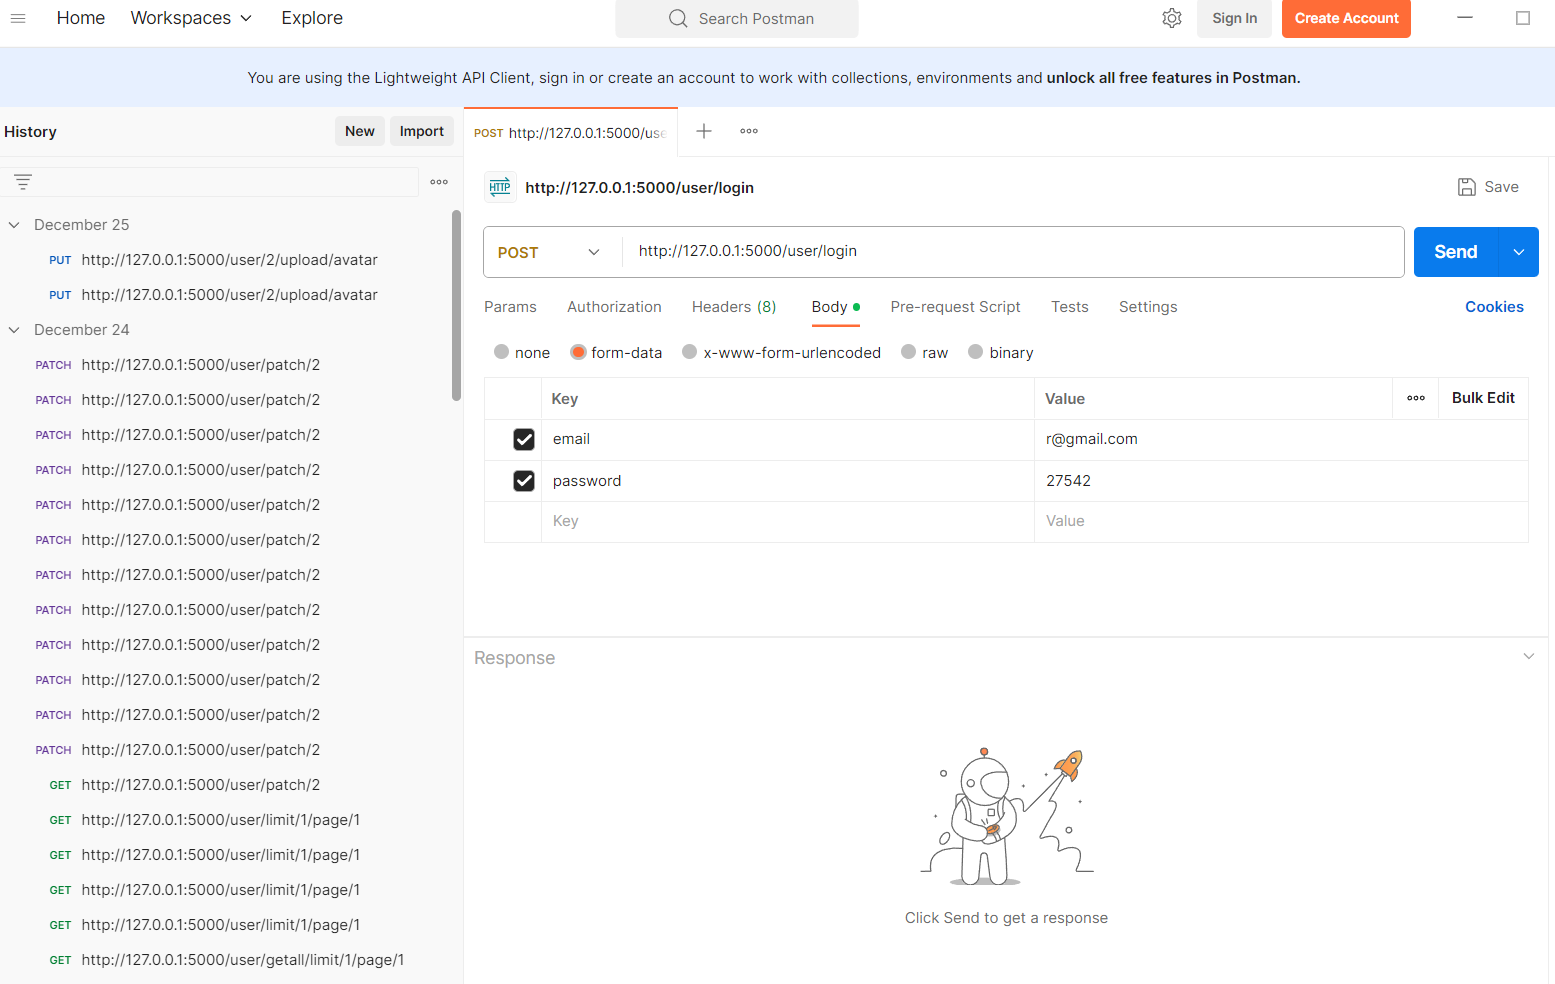 Home Workspaces Explore Search Postman Sign In Create Account
You are using the Lightweight API Client, sign in or create an account to work with collections, environments and unlock all free features in Postman.
History New Import
December 25
PUT http://127.0.0.1:5000/user/2/upload/avatar
PUT http://127.0.0.1:5000/user/2/upload/avatar
December 24
PATCH http://127.0.0.1:5000/user/patch/2
PATCH http://127.0.0.1:5000/user/patch/2
PATCH http://127.0.0.1:5000/user/patch/2
PATCH http://127.0.0.1:5000/user/patch/2
PATCH http://127.0.0.1:5000/user/patch/2
PATCH http://127.0.0.1:5000/user/patch/2
PATCH http://127.0.0.1:5000/user/patch/2
PATCH http://127.0.0.1:5000/user/patch/2
PATCH http://127.0.0.1:5000/user/patch/2
PATCH http://127.0.0.1:5000/user/patch/2
PATCH http://127.0.0.1:5000/user/patch/2
PATCH http://127.0.0.1:5000/user/patch/2
GET http://127.0.0.1:5000/user/patch/2
GET http://127.0.0.1:5000/user/limit/1/page/1
GET http://127.0.0.1:5000/user/limit/1/page/1
GET http://127.0.0.1:5000/user/limit/1/page/1
GET http://127.0.0.1:5000/user/limit/1/page/1
GET http://127.0.0.1:5000/user/getall/limit/1/page/1
POST http://127.0.0.1:5000/use
HTTP http://127.0.0.1:5000/user/login Save
POST http://127.0.0.1:5000/user/login Send
Params Authorization Headers (8) Body Pre-request Script Tests Settings Cookies
none form-data x-www-form-urlencoded raw binary
Key Value Bulk Edit
email r@gmail.com
password 27542
Key Value
Response
Click Send to get a response